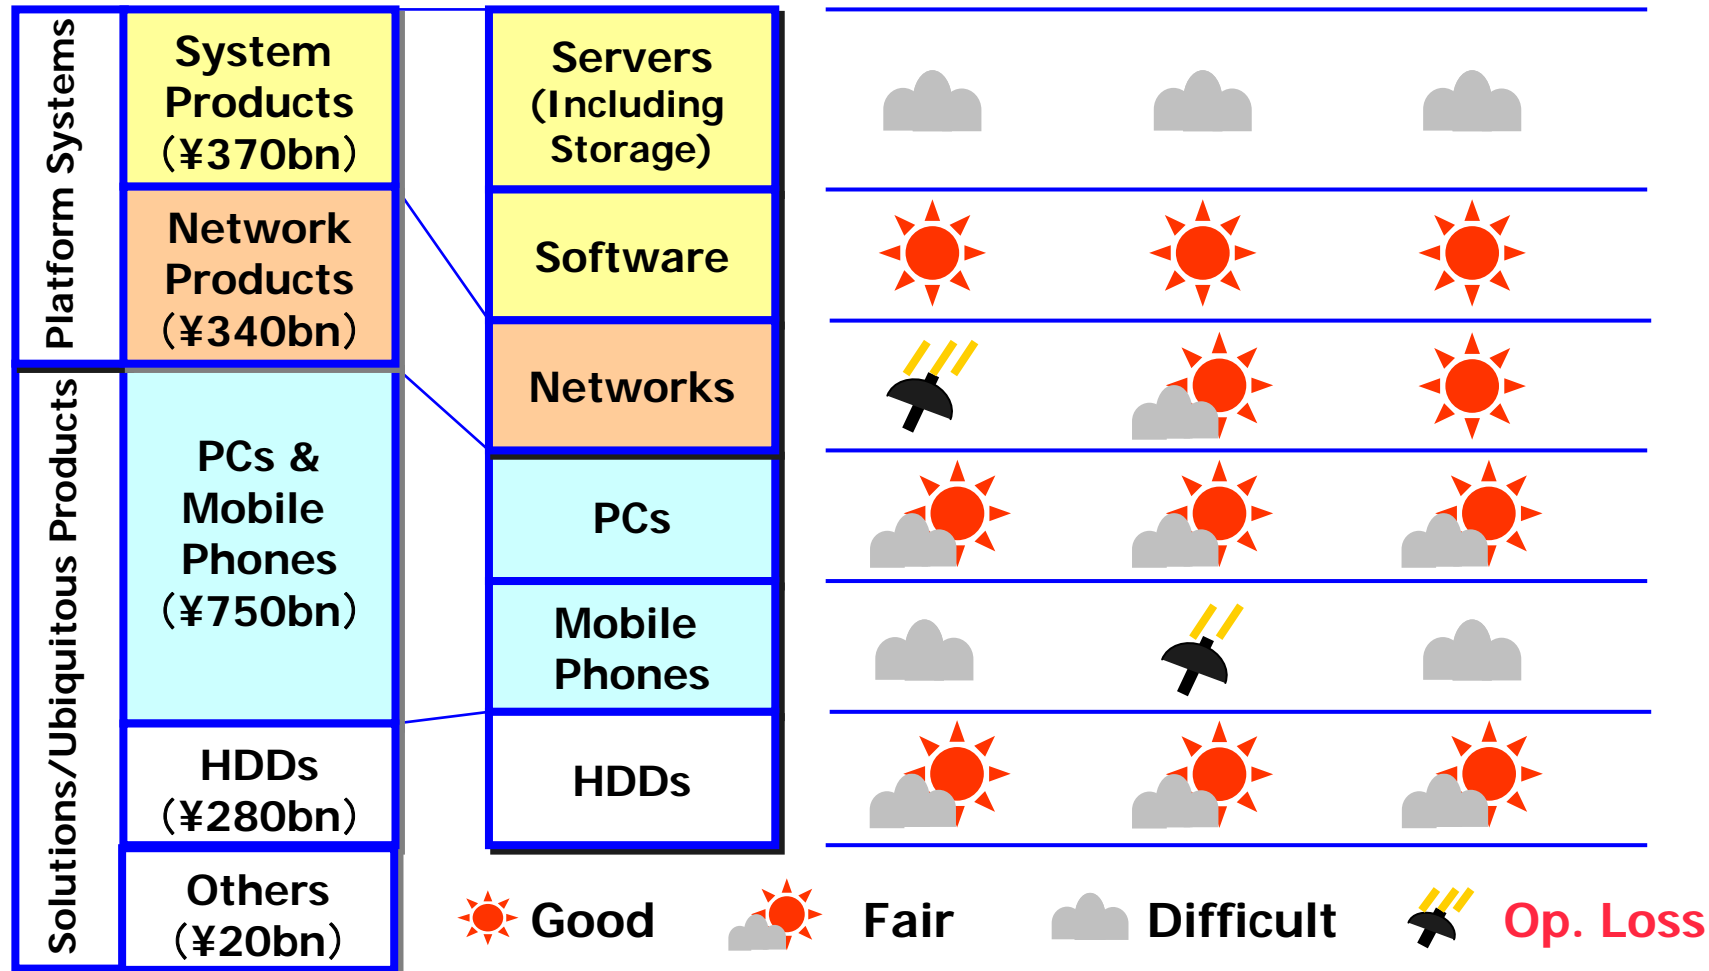 Platform Systems
System
Products
(¥370bn)
Network
Products
(¥340bn)
Solutions/Ubiquitous Products
PCs &
Mobile
Phones
(¥750bn)
HDDs
(¥280bn)
Others
(¥20bn)
Servers
(Including
Storage)
Software
Networks
PCs
Mobile
Phones
HDDs
Good
Fair
Difficult
Op. Loss